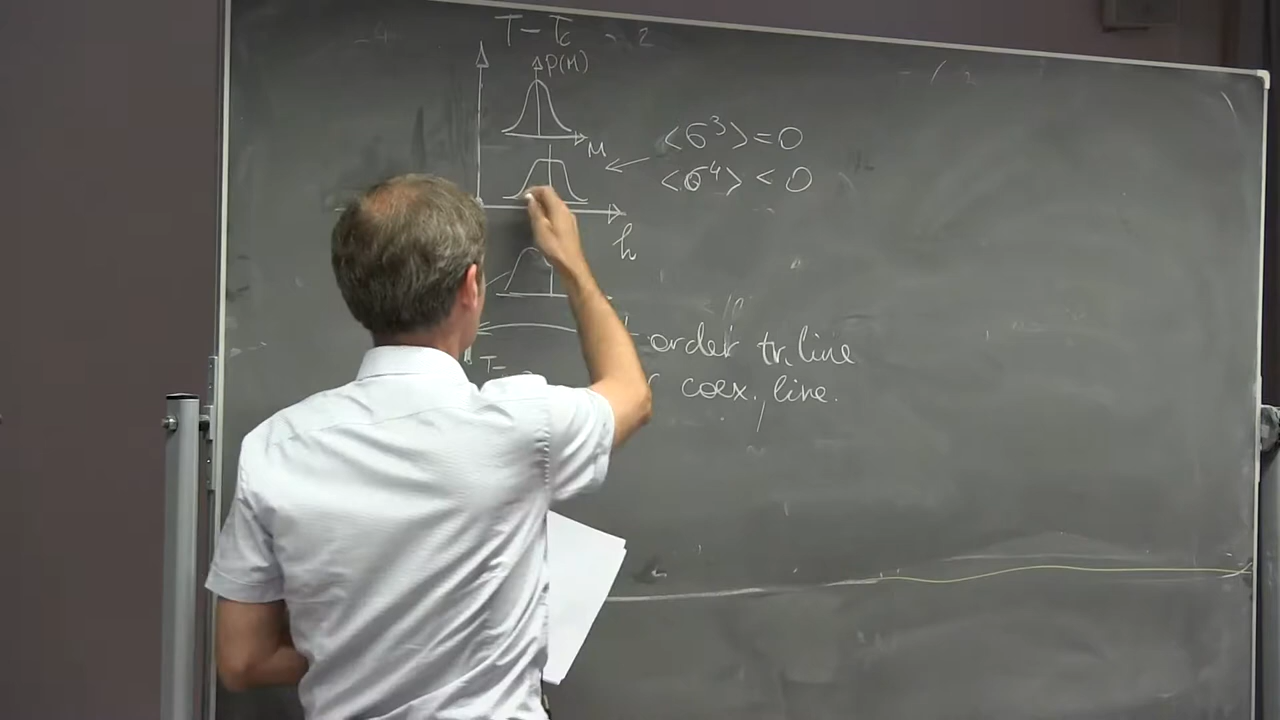 T - Tc
P(M)
M
<σ³> = 0
<σ⁴> < 0
h
order tr. line
coex. line.
T-